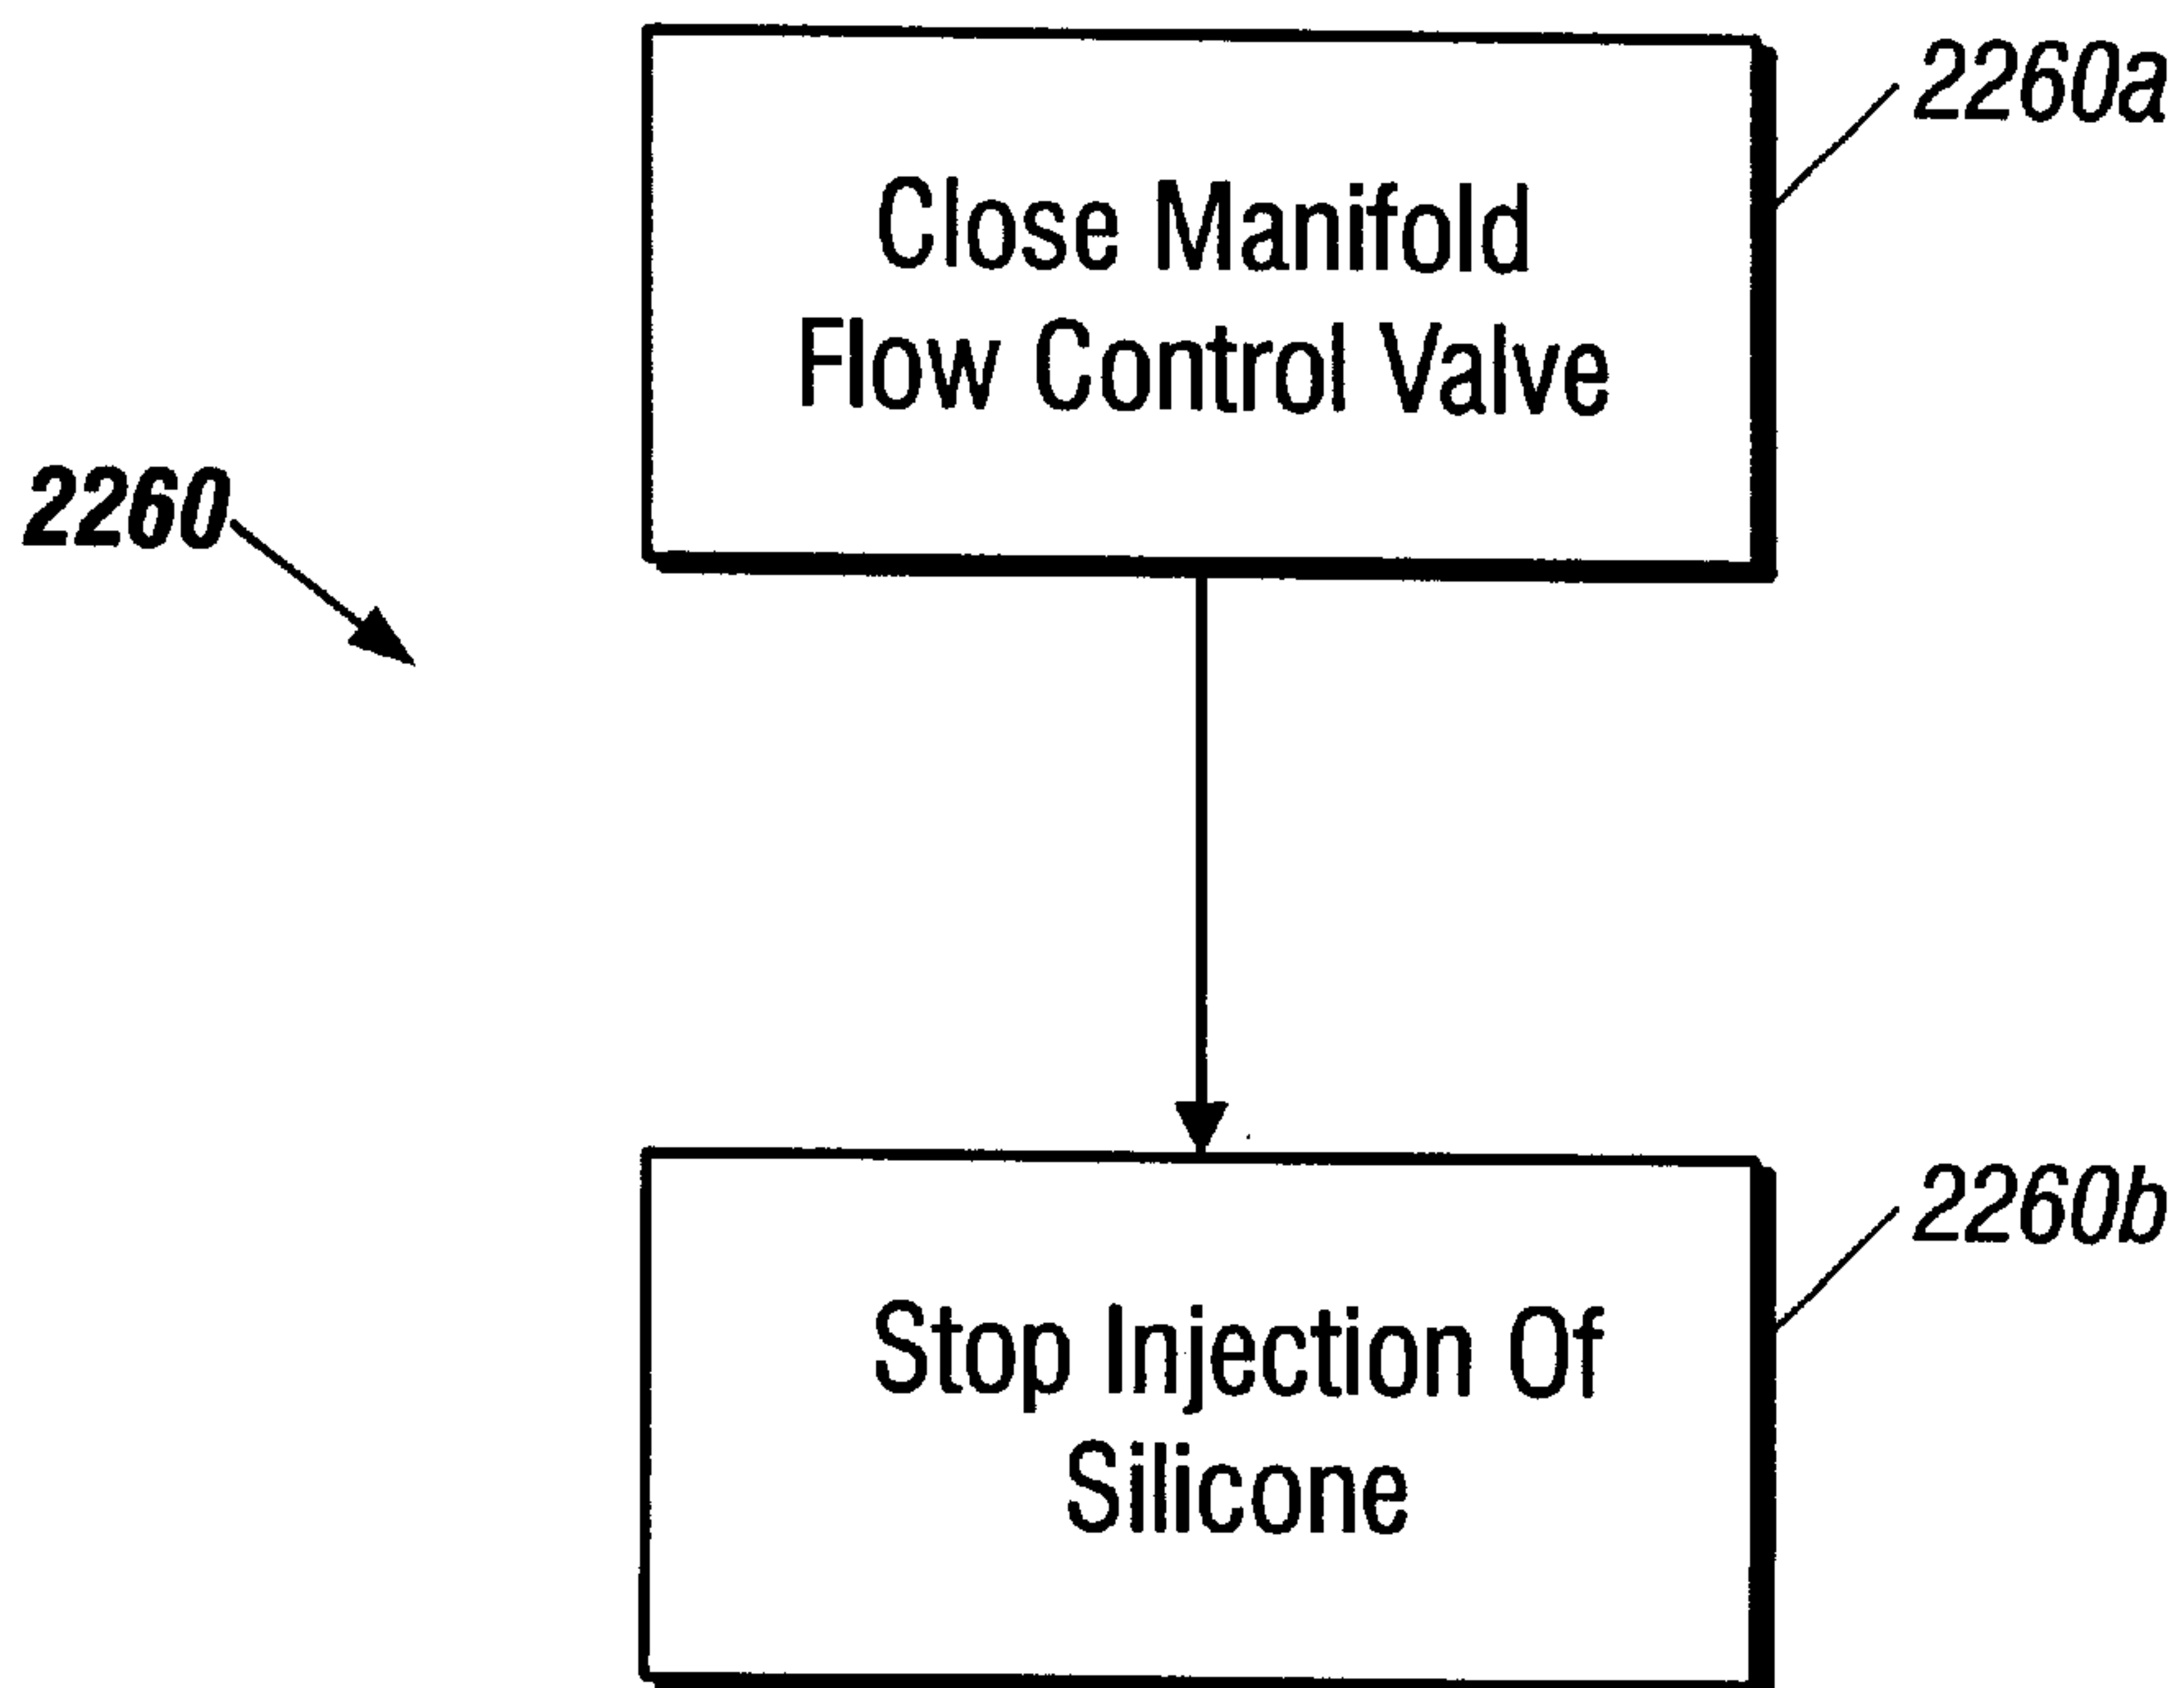 2260a
Close Manifold
Flow Control Valve
2260
2260b
Stop Injection Of
Silicone